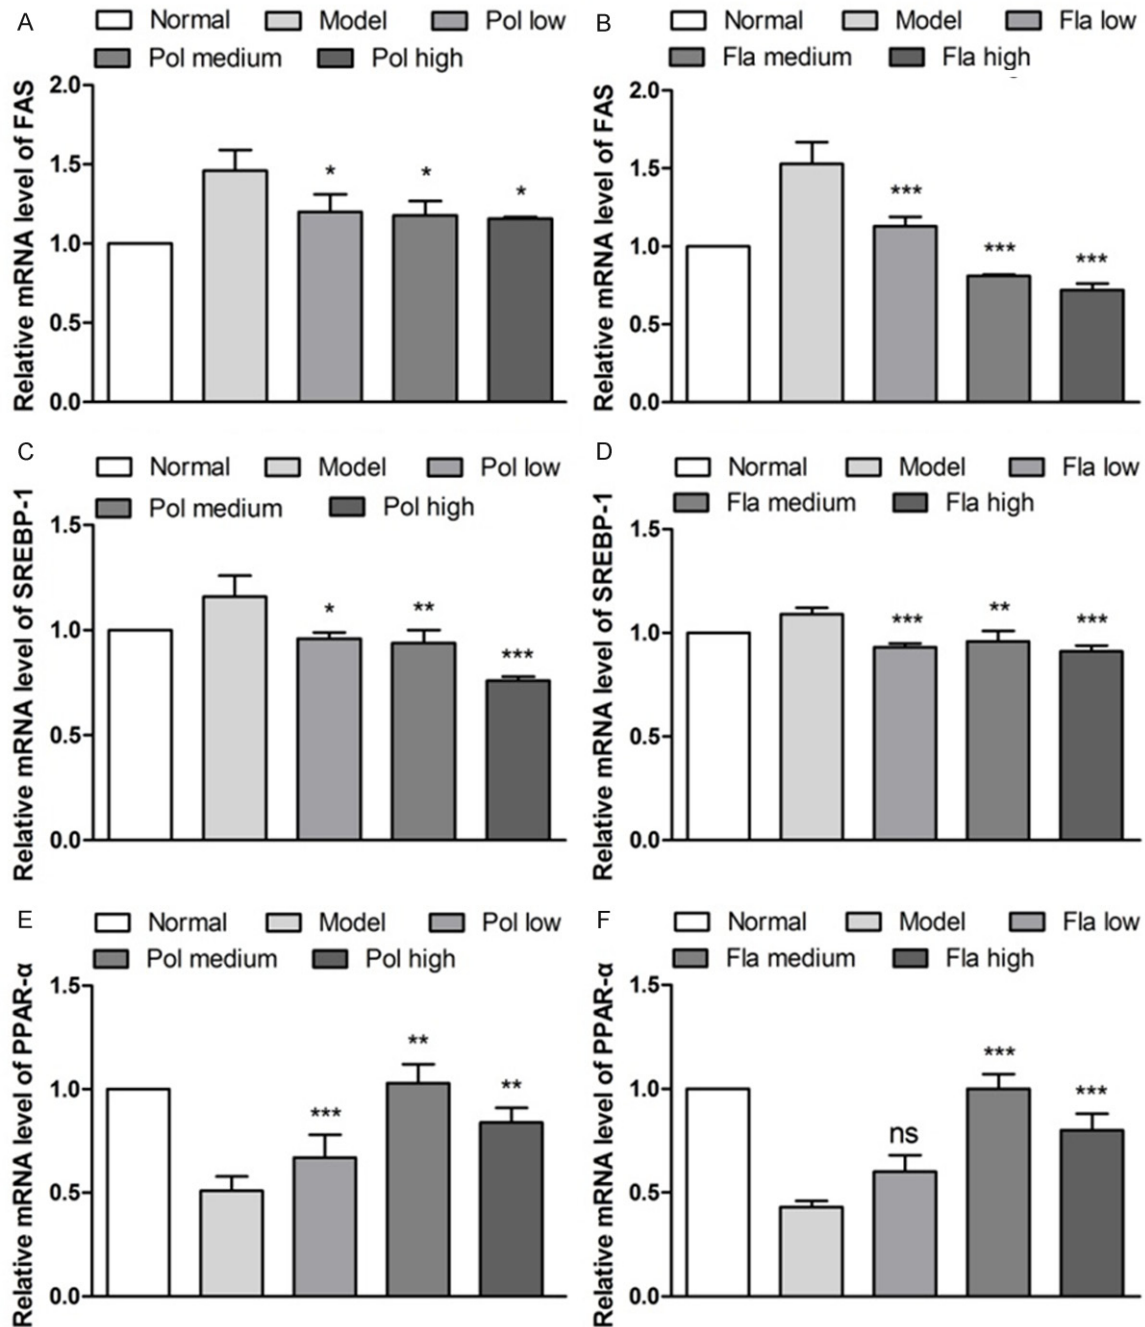 A
Normal Model Pol low
Pol medium Pol high
Relative mRNA level of FAS
2.0
1.5
1.0
0.5
0.0
* * *
B
Normal Model Fla low
Fla medium Fla high
Relative mRNA level of FAS
2.0
1.5
1.0
0.5
0.0
*** *** ***
C
Normal Model Pol low
Pol medium Pol high
Relative mRNA level of SREBP-1
1.5
1.0
0.5
0.0
* ** ***
D
Normal Model Fla low
Fla medium Fla high
Relative mRNA level of SREBP-1
1.5
1.0
0.5
0.0
*** ** ***
E
Normal Model Pol low
Pol medium Pol high
Relative mRNA level of PPAR-α
1.5
1.0
0.5
0.0
*** ** **
F
Normal Model Fla low
Fla medium Fla high
Relative mRNA level of PPAR-α
1.5
1.0
0.5
0.0
ns *** ***